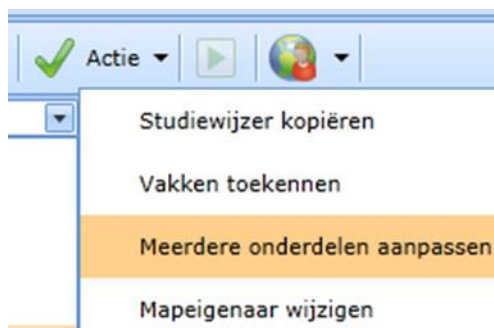 Actie
Studiewijzer kopiëren
Vakken toekennen
Meerdere onderdelen aanpassen
Mapeigenaar wijzigen